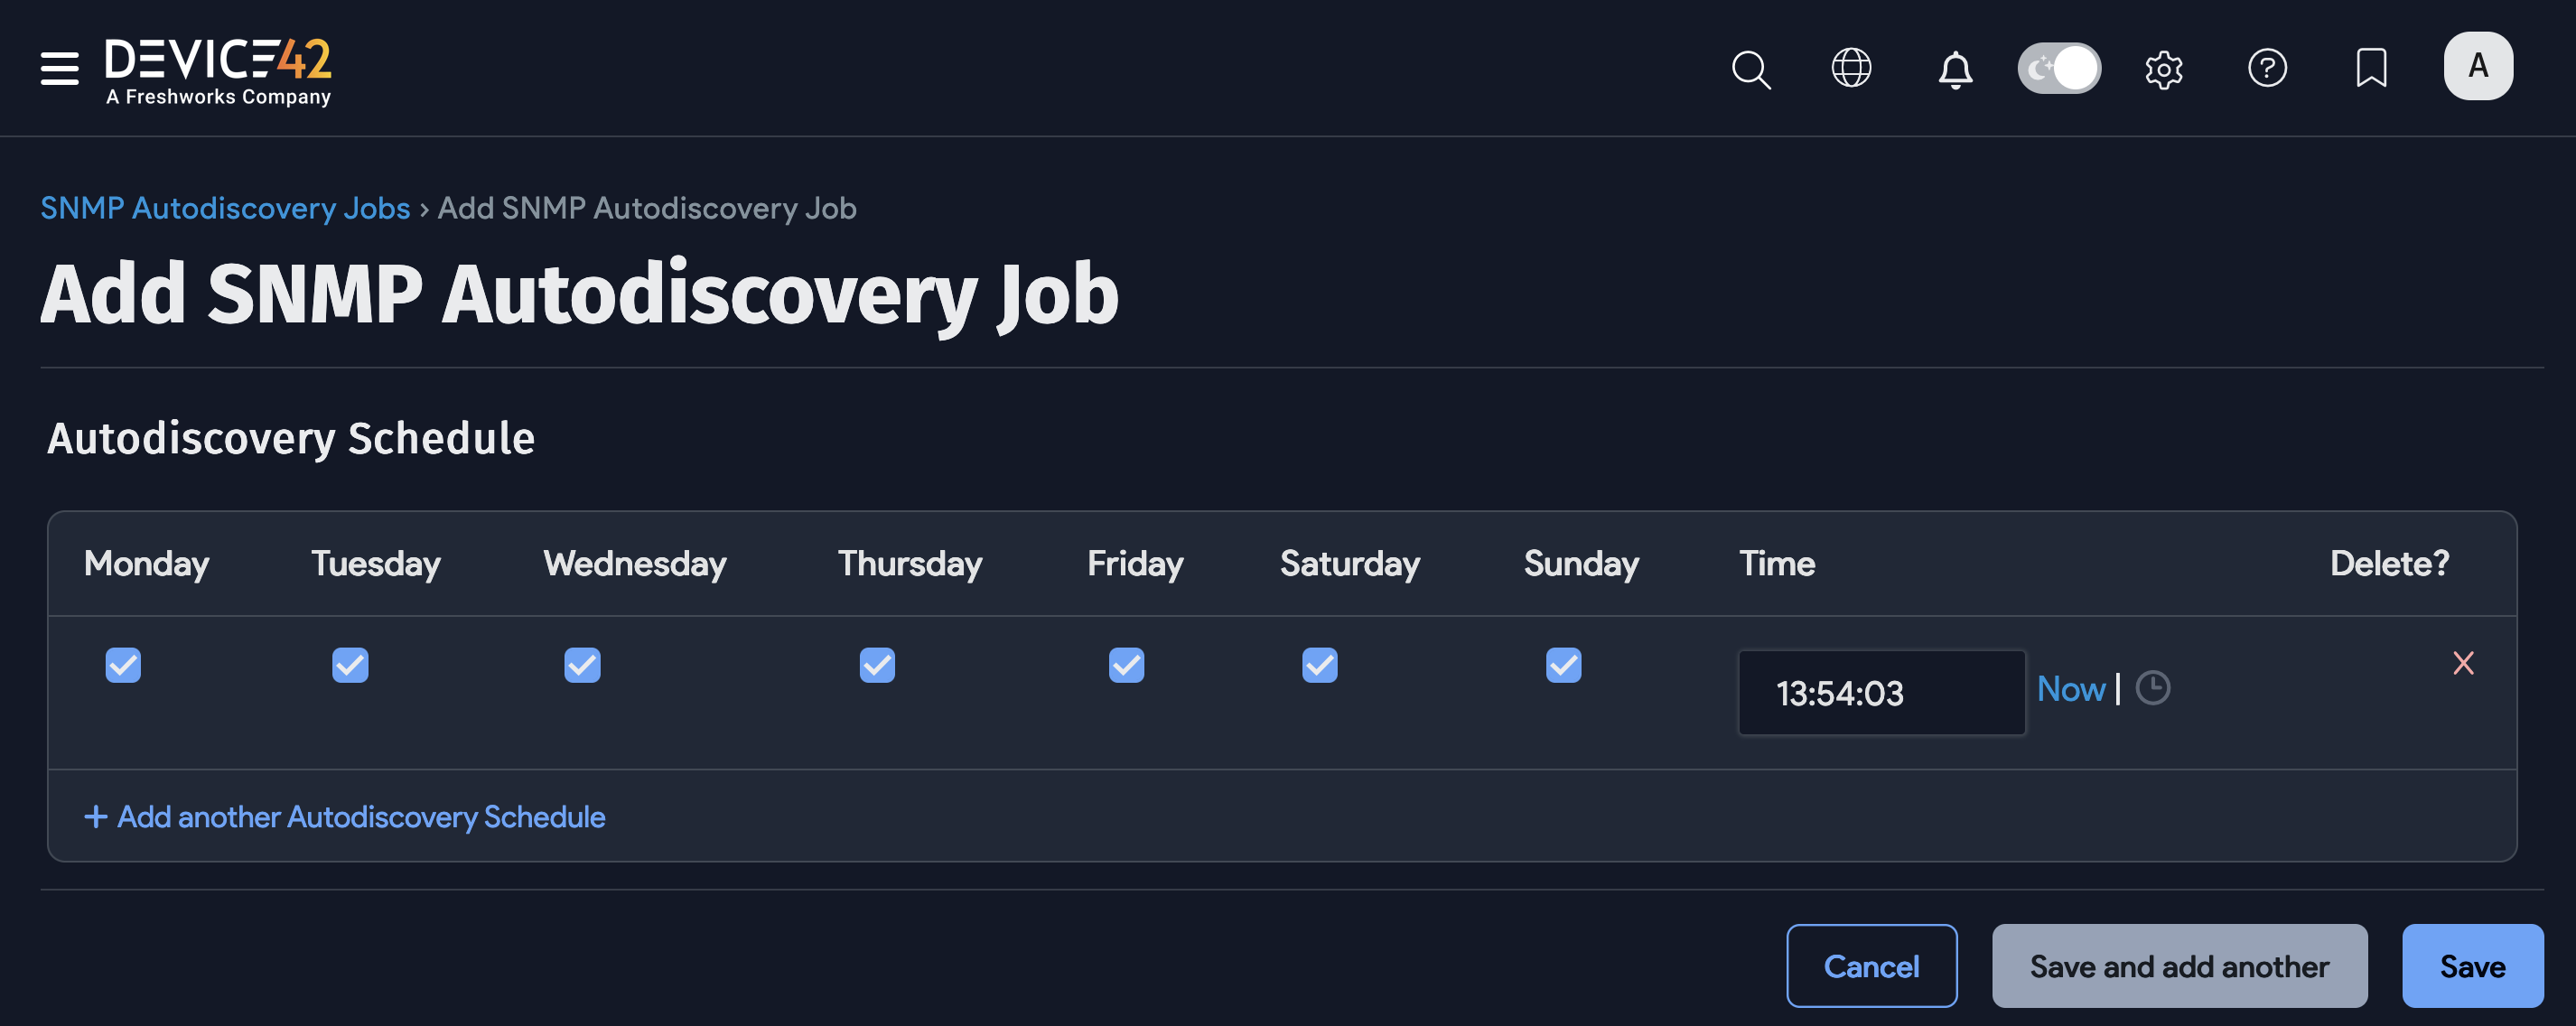 DEVICE42
A Freshworks Company
A
SNMP Autodiscovery Jobs › Add SNMP Autodiscovery Job
Add SNMP Autodiscovery Job
Autodiscovery Schedule
Monday Tuesday Wednesday Thursday Friday Saturday Sunday Time Delete?
13:54:03 Now |
+ Add another Autodiscovery Schedule
Cancel Save and add another Save